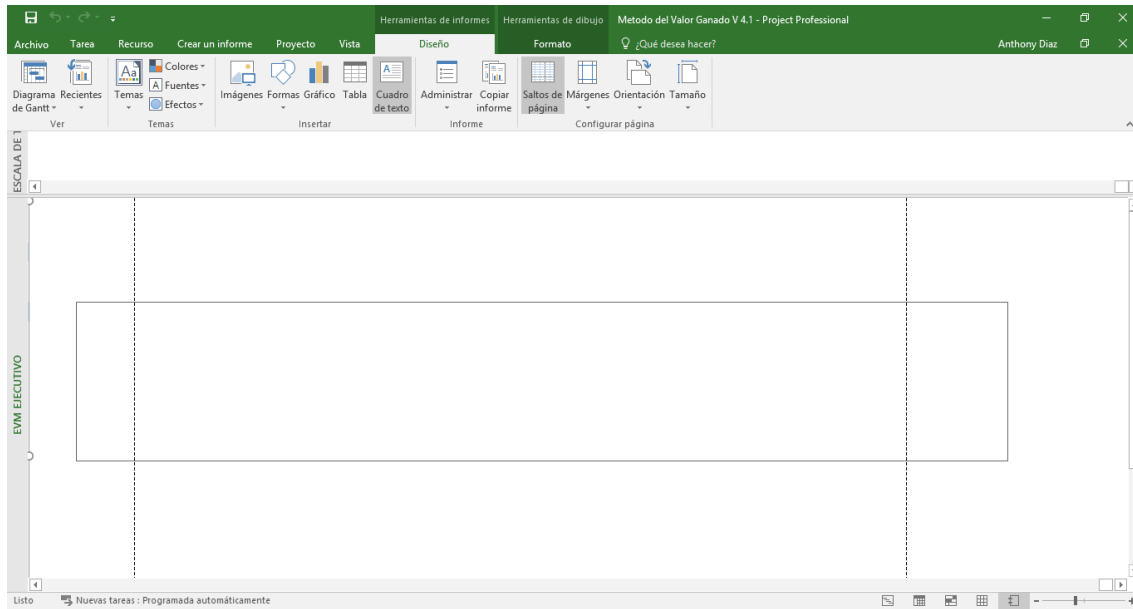 Herramientas de informes Herramientas de dibujo Metodo del Valor Ganado V 4.1 - Project Professional
Archivo Tarea Recurso Crear un informe Proyecto Vista Diseño Formato ¿Qué desea hacer? Anthony Diaz
Diagrama de Gantt Recientes Temas Colores Fuentes Efectos Imágenes Formas Gráfico Tabla Cuadro de texto Administrar Copiar informe Saltos de página Márgenes Orientación Tamaño
Ver Temas Insertar Informe Configurar página
ESCALA DE
EVM EJECUTIVO
Listo Nuevas tareas : Programada automáticamente